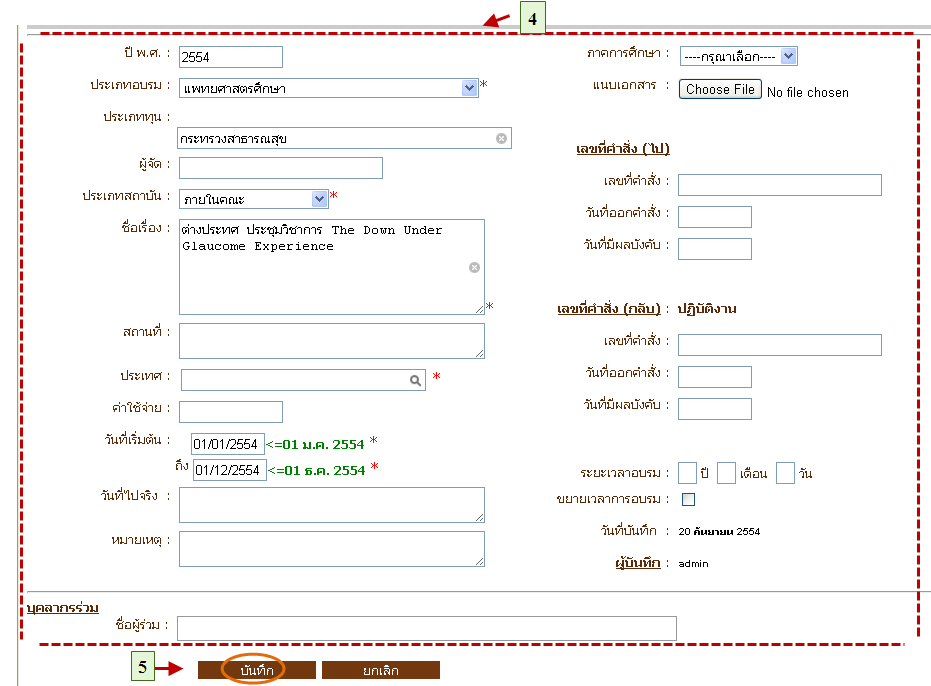 4
ปี พ.ศ. : 2554
ภาคการศึกษา : ----กรุณาเลือก----
ประเภทอบรม : แพทยศาสตรศึกษา *
แนบเอกสาร : Choose File No file chosen
ประเภททุน :
กระทรวงสาธารณสุข
เลขที่คำสั่ง (ไป)
ผู้จัด :
เลขที่คำสั่ง :
ประเภทสถาบัน : ภายในคณะ *
วันที่ออกคำสั่ง :
ชื่อเรื่อง : ต่างประเทศ ประชุมวิชาการ The Down Under
Glaucome Experience
*
วันที่มีผลบังคับ :
เลขที่คำสั่ง (กลับ) : ปฏิบัติงาน
สถานที่ :
เลขที่คำสั่ง :
ประเทศ : *
วันที่ออกคำสั่ง :
ค่าใช้จ่าย :
วันที่มีผลบังคับ :
วันที่เริ่มต้น : 01/01/2554 <=01 ม.ค. 2554 *
ถึง 01/12/2554 <=01 ธ.ค. 2554 *
ระยะเวลาอบรม : ปี เดือน วัน
วันที่ไปจริง :
ขยายเวลาการอบรม :
วันที่บันทึก : 20 กันยายน 2554
หมายเหตุ :
ผู้บันทึก : admin
บุคลากรร่วม
ชื่อผู้ร่วม :
5
บันทึก
ยกเลิก